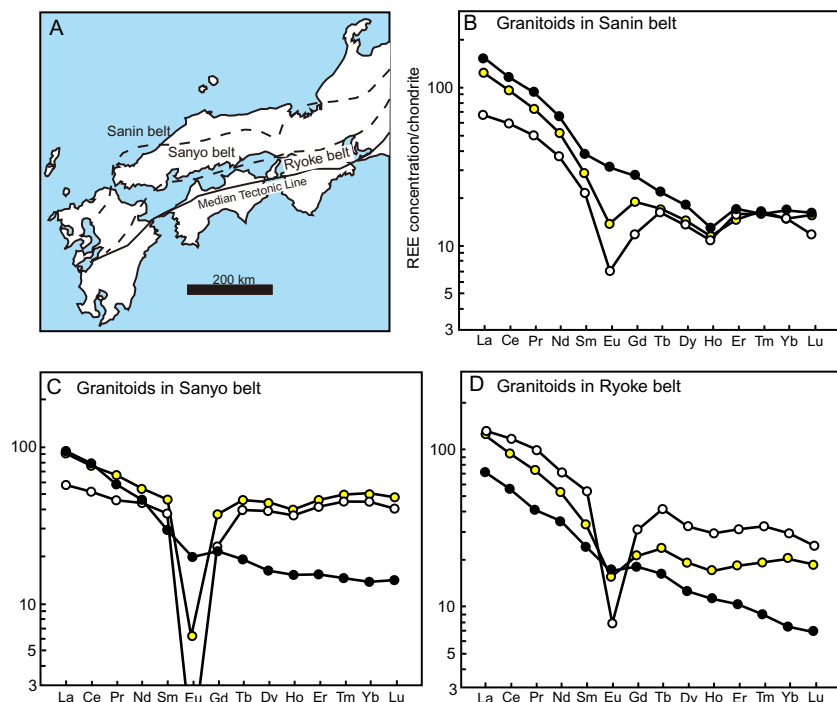 A
Sanin belt
Sanyo belt
Ryoke belt
Median Tectonic Line
200 km
B Granitoids in Sanin belt
REE concentration/chondrite
100
10
5
3
La Ce Pr Nd Sm Eu Gd Tb Dy Ho Er Tm Yb Lu
C Granitoids in Sanyo belt
100
10
5
3
La Ce Pr Nd Sm Eu Gd Tb Dy Ho Er Tm Yb Lu
D Granitoids in Ryoke belt
100
10
5
3
La Ce Pr Nd Sm Eu Gd Tb Dy Ho Er Tm Yb Lu